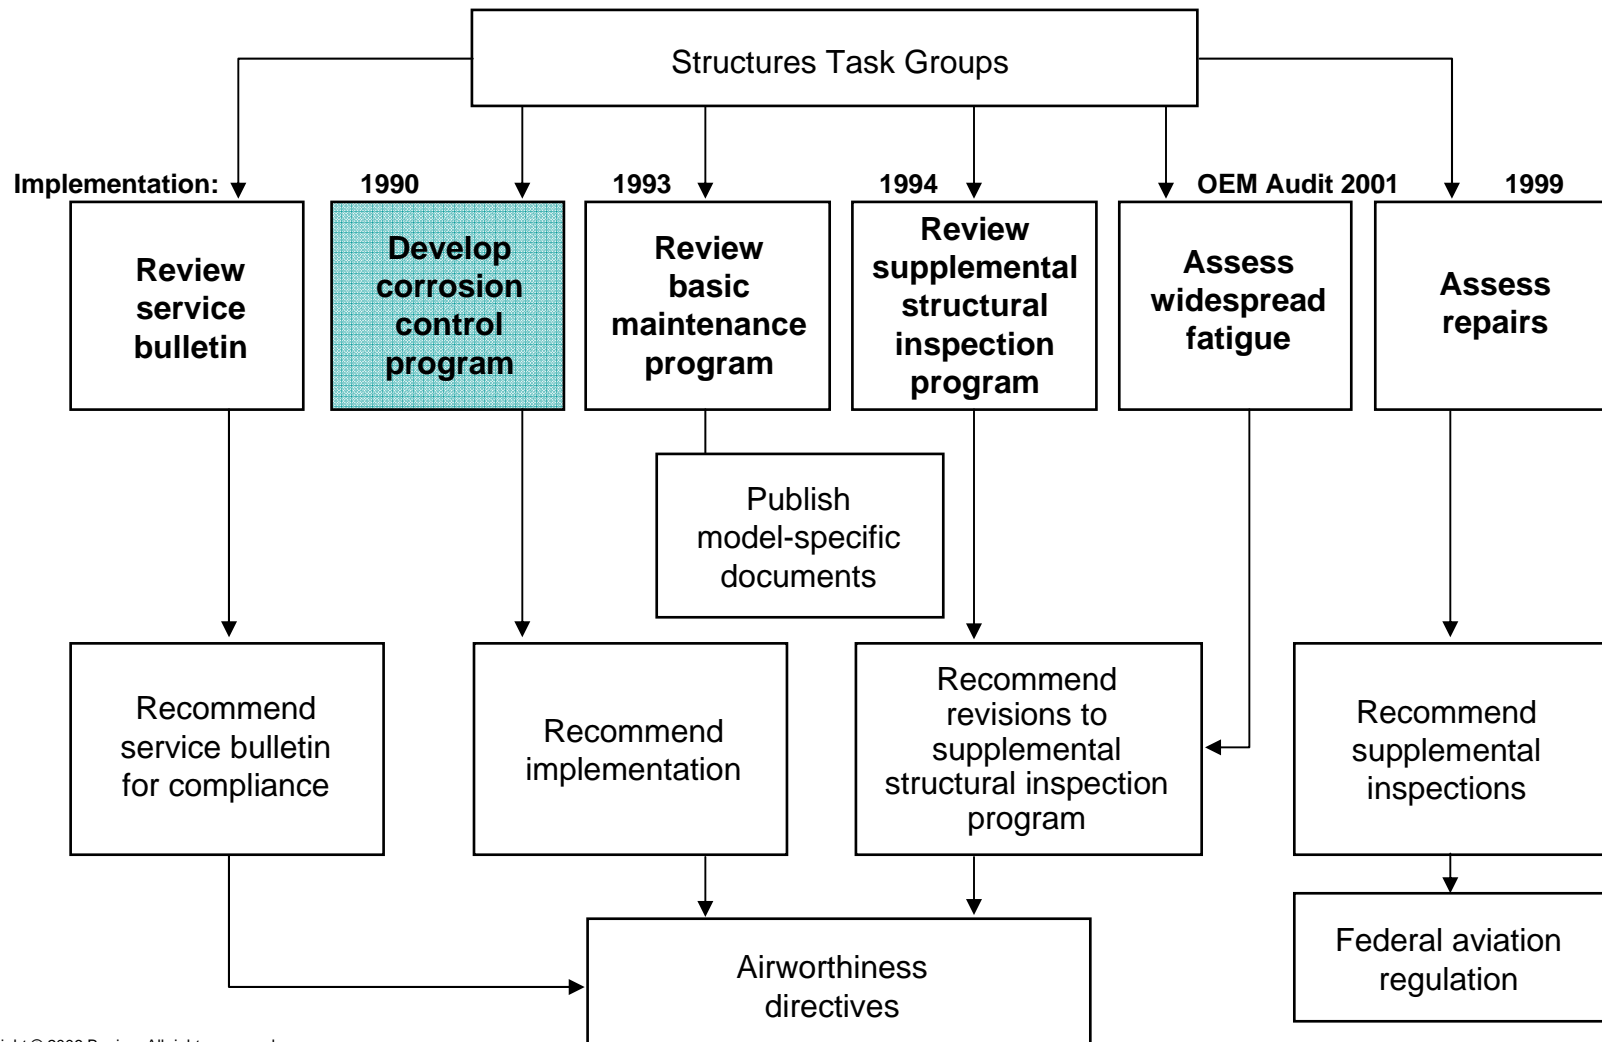 Structures Task Groups
Implementation:
1990
1993
1994
OEM Audit 2001
1999
Review
service
bulletin
Develop
corrosion
control
program
Review
basic
maintenance
program
Review
supplemental
structural
inspection
program
Assess
widespread
fatigue
Assess
repairs
Publish
model-specific
documents
Recommend
service bulletin
for compliance
Recommend
implementation
Recommend
revisions to
supplemental
structural inspection
program
Recommend
supplemental
inspections
Airworthiness
directives
Federal aviation
regulation